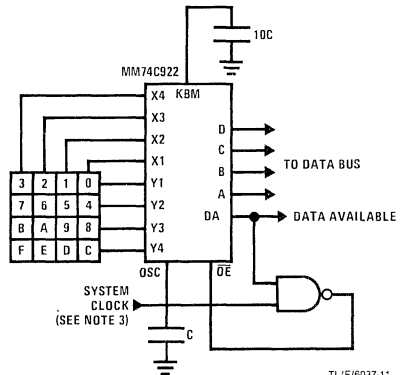 10C
MM74C922
X4 KBM
X3
X2
X1
Y1
Y2
Y3
Y4
D
C
B
A
DA
TO DATA BUS
DATA AVAILABLE
3 2 1 0
7 6 5 4
B A 9 8
F E D C
OSC
OE
SYSTEM
CLOCK
(SEE NOTE 3)
C